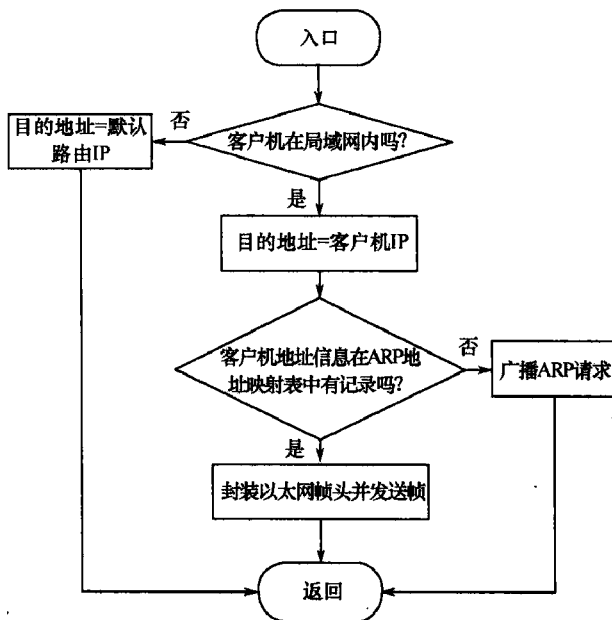 入口
目的地址=默认
路由IP
否
客户机在局域网内吗?
是
目的地址=客户机IP
客户机地址信息在ARP地
址映射表中有记录吗?
否
广播ARP请求
是
封装以太网帧头并发送帧
返回